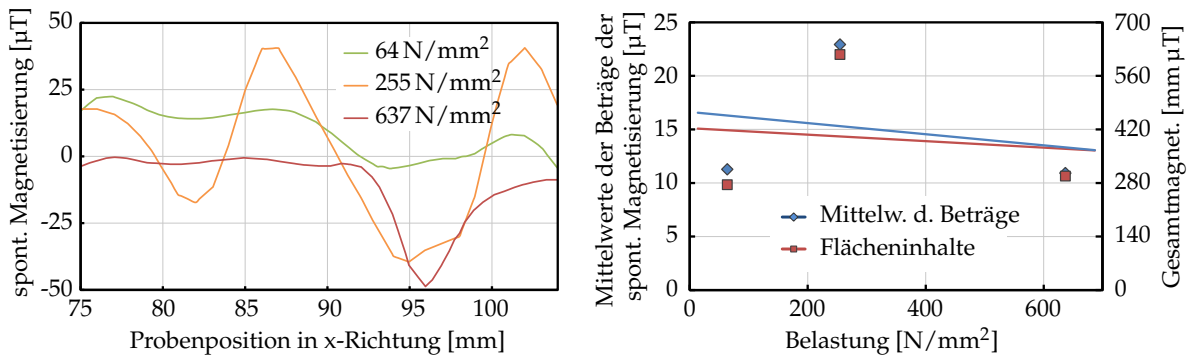 spont. Magnetisierung [µT]
50
25
0
-25
-50
75
80
85
90
95
100
Probenposition in x-Richtung [mm]
64 N/mm²
255 N/mm²
637 N/mm²
Mittelwerte der Beträge der
spont. Magnetisierung [µT]
25
20
15
10
5
0
0
200
400
600
Belastung [N/mm²]
Mittelw. d. Beträge
Flächeninhalte
700
560
420
280
140
0
Gesamtmagnet. [mm µT]